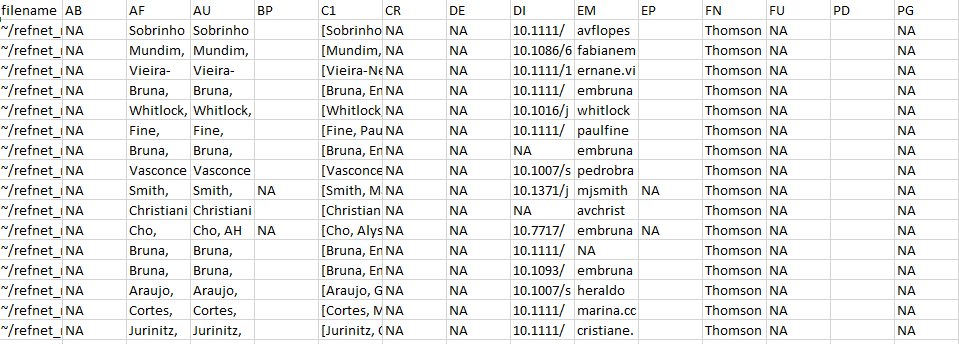 filename AB AF AU BP C1 CR DE DI EM EP FN FU PD PG
~/refnet_ NA Sobrinho Sobrinho [Sobrinho NA NA 10.1111/ avflopes Thomson NA NA
~/refnet_ NA Mundim, Mundim, [Mundim, NA NA 10.1086/6 fabianem Thomson NA NA
~/refnet_ NA Vieira- Vieira- [Vieira-Ne NA NA 10.1111/1 ernane.vi Thomson NA NA
~/refnet_ NA Bruna, Bruna, [Bruna, Em NA NA 10.1111/ embruna Thomson NA NA
~/refnet_ NA Whitlock, Whitlock, [Whitlock NA NA 10.1016/j whitlock Thomson NA NA
~/refnet_ NA Fine, Fine, [Fine, Pau NA NA 10.1111/ paulfine Thomson NA NA
~/refnet_ NA Bruna, Bruna, [Bruna, Em NA NA NA embruna Thomson NA NA
~/refnet_ NA Vasconce Vasconce [Vasconce NA NA 10.1007/s pedrobra Thomson NA NA
~/refnet_ NA Smith, Smith, NA [Smith, M NA NA 10.1371/j mjsmith NA Thomson NA NA
~/refnet_ NA Christiani Christiani [Christian NA NA NA avchrist Thomson NA NA
~/refnet_ NA Cho, Cho, AH NA [Cho, Alys NA NA 10.7717/ embruna NA Thomson NA NA
~/refnet_ NA Bruna, Bruna, [Bruna, Em NA NA 10.1111/ NA Thomson NA NA
~/refnet_ NA Bruna, Bruna, [Bruna, Em NA NA 10.1093/ embruna Thomson NA NA
~/refnet_ NA Araujo, Araujo, [Araujo, G NA NA 10.1007/s heraldo Thomson NA NA
~/refnet_ NA Cortes, Cortes, [Cortes, M NA NA 10.1111/ marina.cc Thomson NA NA
~/refnet_ NA Jurinitz, Jurinitz, [Jurinitz, C NA NA 10.1111/ cristiane. Thomson NA NA